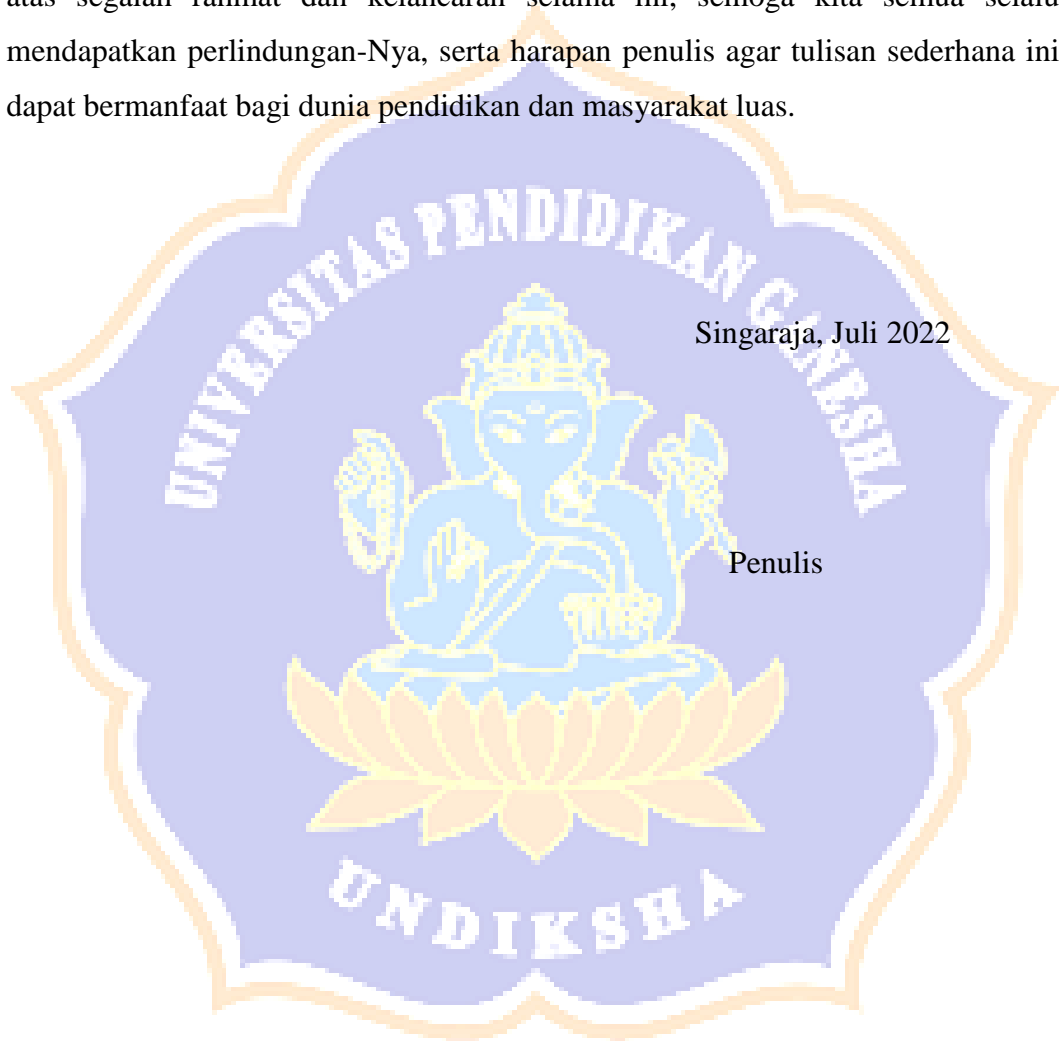 atas segalah rahmat dan kelancaran selama ini, semoga kita semua selalu
mendapatkan perlindungan-Nya, serta harapan penulis agar tulisan sederhana ini
dapat bermanfaat bagi dunia pendidikan dan masyarakat luas.
UNIVERSITAS PENDIDIKAN GANESHA
Singaraja, Juli 2022
Penulis
UNDIKSHA